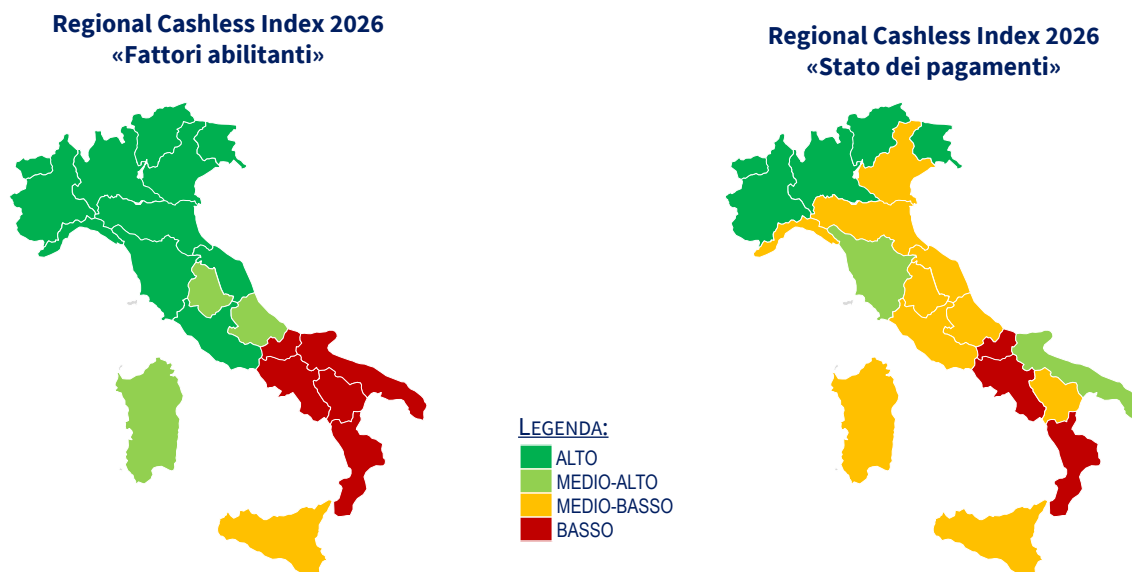 Regional Cashless Index 2026
«Fattori abilitanti»
Regional Cashless Index 2026
«Stato dei pagamenti»
LEGENDA:
ALTO
MEDIO-ALTO
MEDIO-BASSO
BASSO